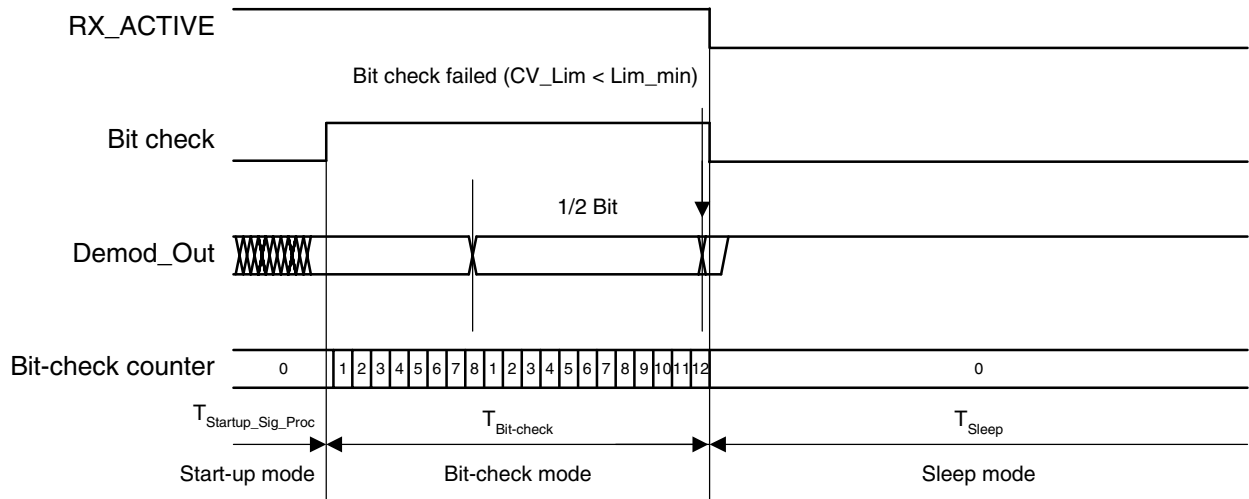 RX_ACTIVE
Bit check failed (CV_Lim < Lim_min)
Bit check
1/2 Bit
Demod_Out
Bit-check counter
0 1 2 3 4 5 6 7 8 1 2 3 4 5 6 7 8 9 10 11 12 0
TStartup_Sig_Proc TBit-check TSleep
Start-up mode Bit-check mode Sleep mode